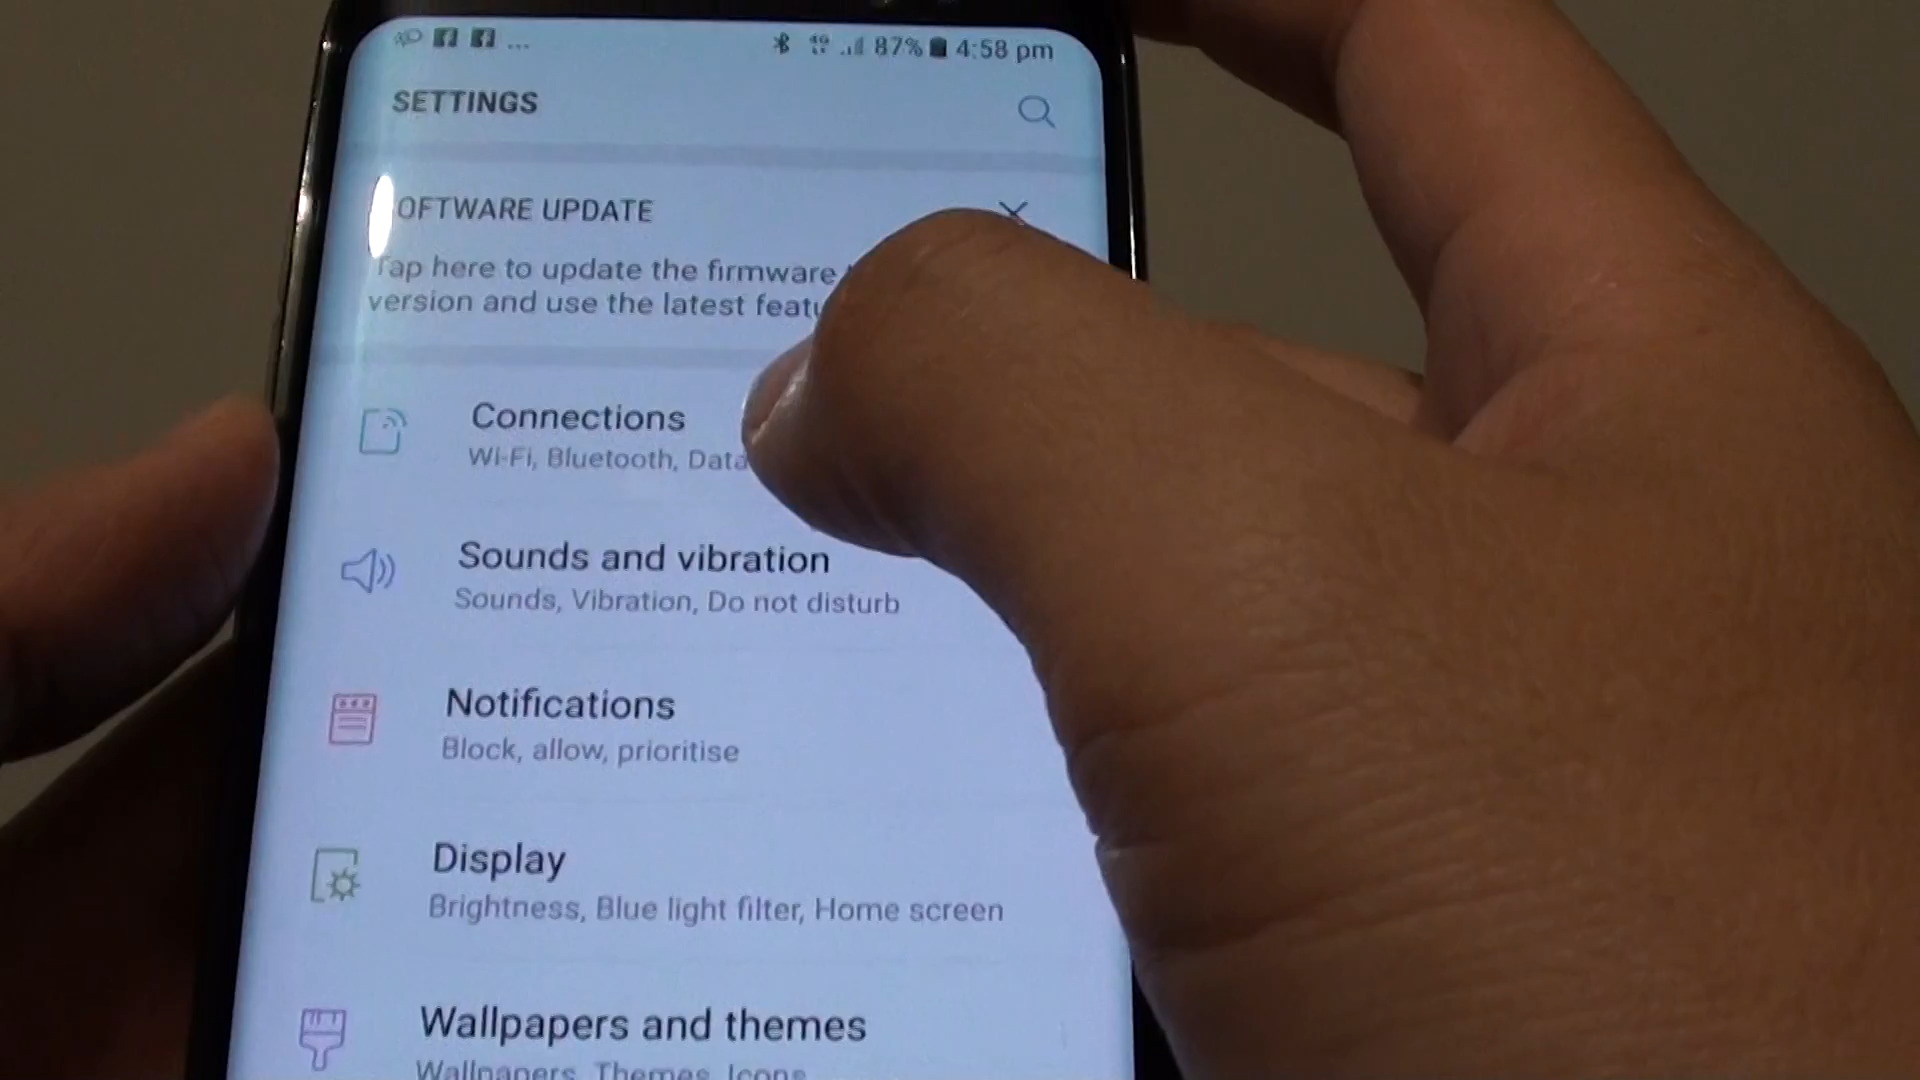 87% 4:58 pm
SETTINGS
OFTWARE UPDATE
Tap here to update the firmware
version and use the latest featu
Connections
Wi-Fi, Bluetooth, Data
Sounds and vibration
Sounds, Vibration, Do not disturb
Notifications
Block, allow, prioritise
Display
Brightness, Blue light filter, Home screen
Wallpapers and themes
Wallpapers, Themes, Icons